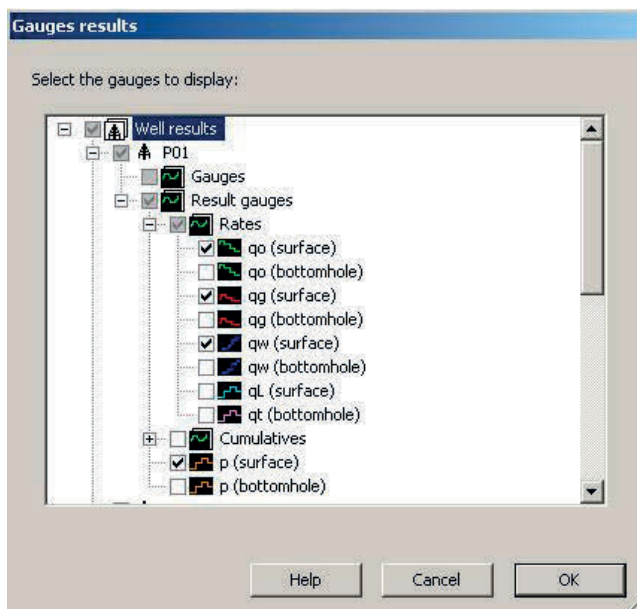 Gauges results
Select the gauges to display:
Well results
P01
Gauges
Result gauges
Rates
qo (surface)
qo (bottomhole)
qg (surface)
qg (bottomhole)
qw (surface)
qw (bottomhole)
qL (surface)
qt (bottomhole)
Cumulatives
p (surface)
p (bottomhole)
Help Cancel OK